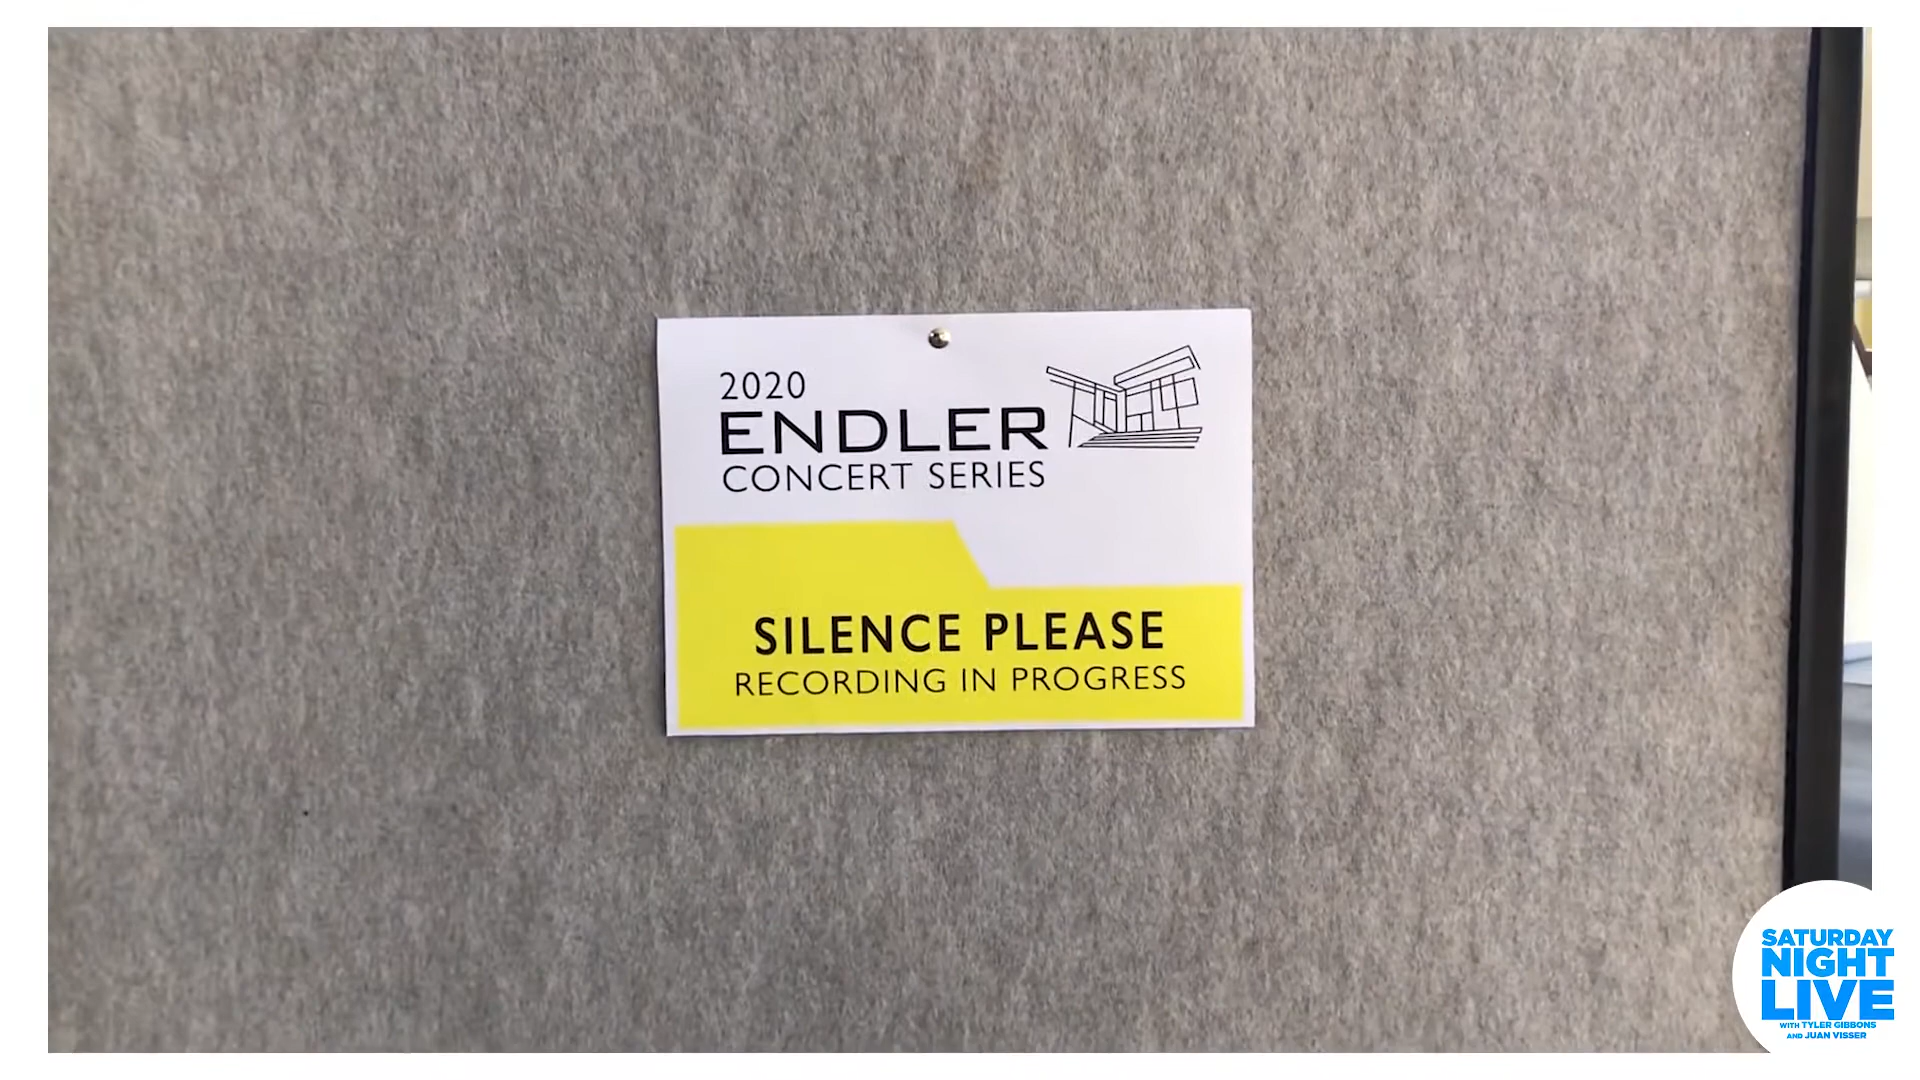 2020
ENDLER
CONCERT SERIES
SILENCE PLEASE
RECORDING IN PROGRESS
SATURDAY
NIGHT
LIVE
WITH TYLER GIBBONS
AND JUAN VISSER